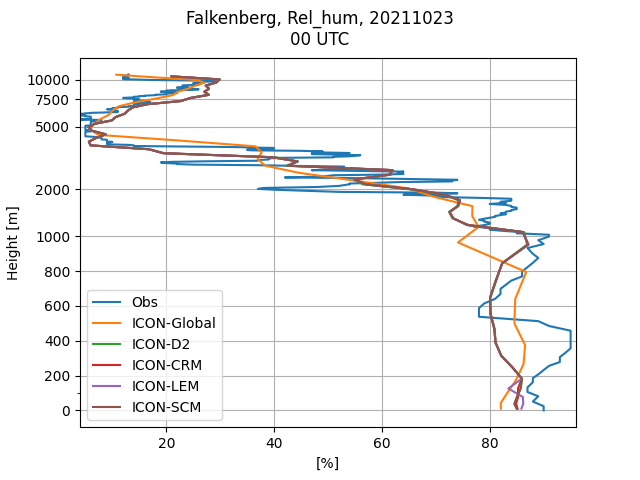 Falkenberg, Rel_hum, 20211023
00 UTC
10000
7500
5000
2000
1000
800
600
400
200
0
Height [m]
Obs
ICON-Global
ICON-D2
ICON-CRM
ICON-LEM
ICON-SCM
20
40
60
80
[%]